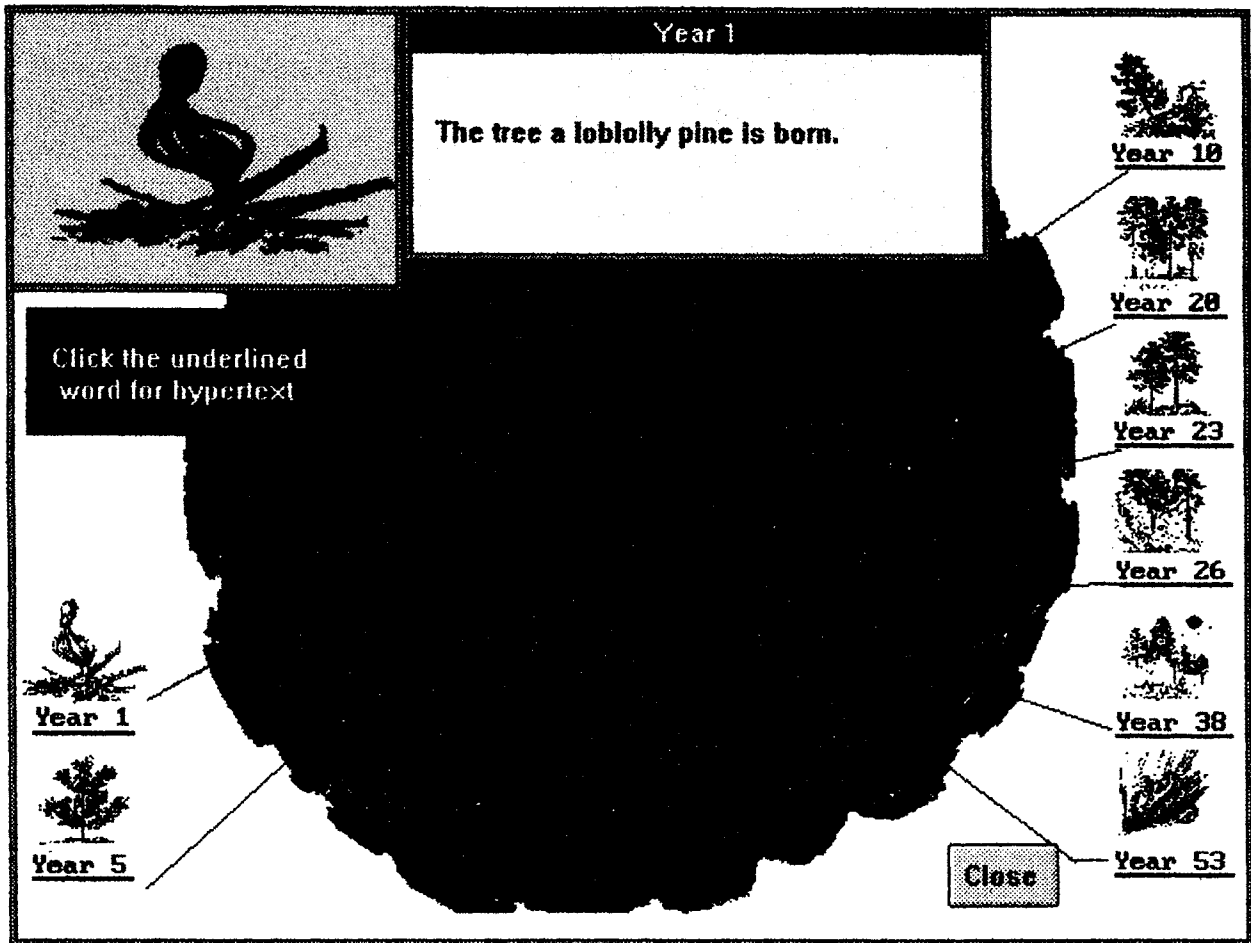 Year 1
The tree a loblolly pine is born.
Click the underlined
word for hypertext
Year 1
Year 5
Year 10
Year 20
Year 23
Year 26
Year 38
Year 53
Close